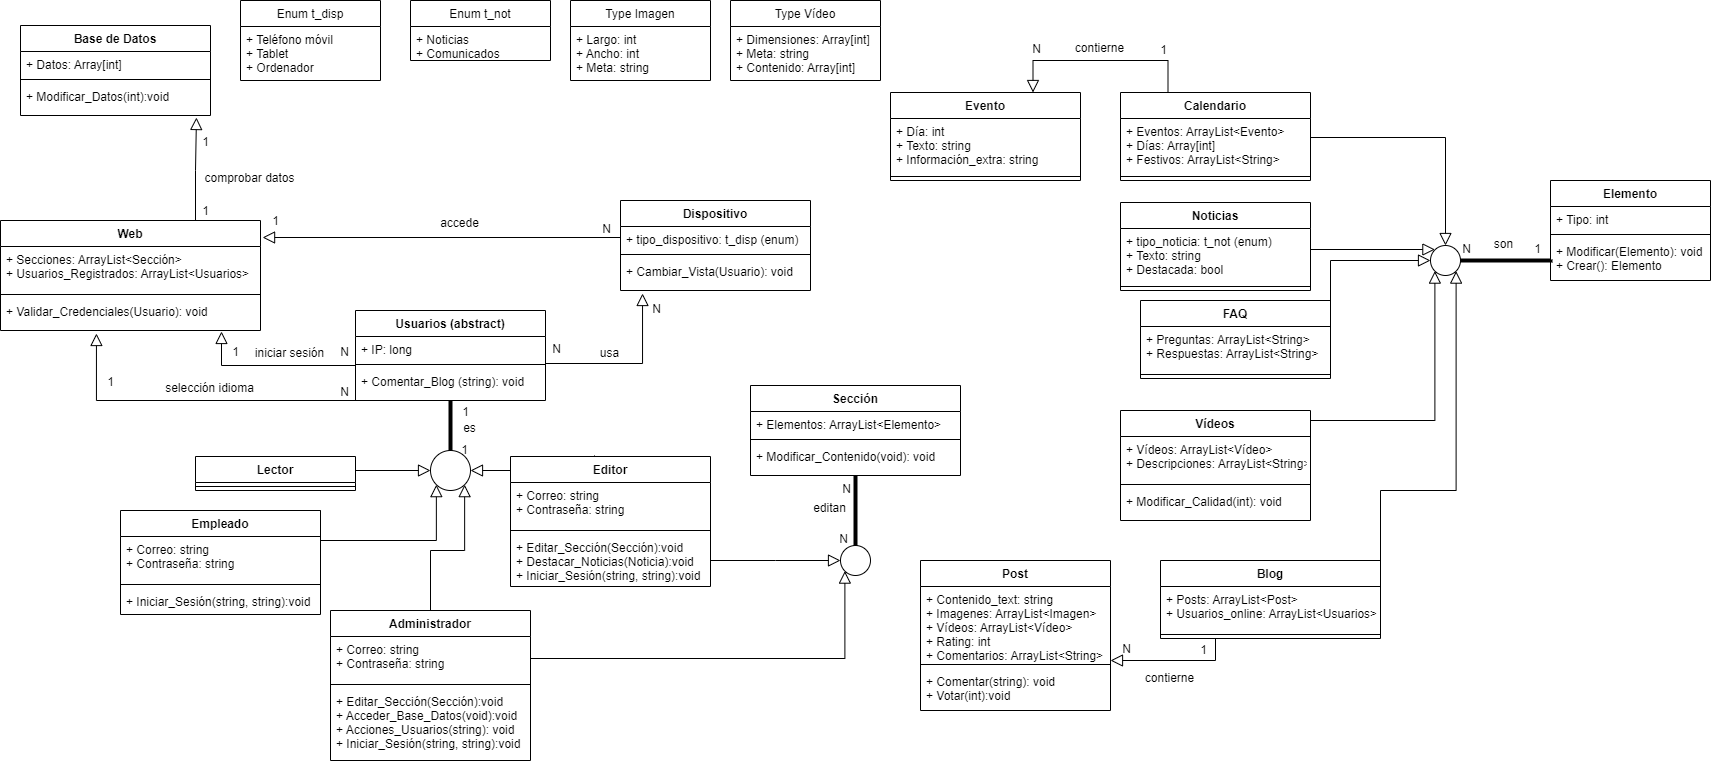 Base de Datos
+ Datos: Array[int]
+ Modificar_Datos(int):void
Enum t_disp
+ Teléfono móvil
+ Tablet
+ Ordenador
Enum t_not
+ Noticias
+ Comunicados
Type Imagen
+ Largo: int
+ Ancho: int
+ Meta: string
Type Vídeo
+ Dimensiones: Array[int]
+ Meta: string
+ Contenido: Array[int]
N
contierne
1
Evento
+ Día: int
+ Texto: string
+ Información_extra: string
Calendario
+ Eventos: ArrayList<Evento>
+ Días: Array[int]
+ Festivos: ArrayList<String>
1
comprobar datos
1
Web
+ Secciones: ArrayList<Sección>
+ Usuarios_Registrados: ArrayList<Usuarios>
+ Validar_Credenciales(Usuario): void
1
accede
N
Dispositivo
+ tipo_dispositivo: t_disp (enum)
+ Cambiar_Vista(Usuario): void
Noticias
+ tipo_noticia: t_not (enum)
+ Texto: string
+ Destacada: bool
N
son
1
Elemento
+ Tipo: int
+ Modificar(Elemento): void
+ Crear(): Elemento
FAQ
+ Preguntas: ArrayList<String>
+ Respuestas: ArrayList<String>
1
iniciar sesión
N
1
selección idioma
N
Usuarios (abstract)
+ IP: long
+ Comentar_Blog (string): void
N
usa
N
1
es
1
Sección
+ Elementos: ArrayList<Elemento>
+ Modificar_Contenido(void): void
Vídeos
+ Vídeos: ArrayList<Vídeo>
+ Descripciones: ArrayList<String>
+ Modificar_Calidad(int): void
Lector
Editor
+ Correo: string
+ Contraseña: string
+ Editar_Sección(Sección):void
+ Destacar_Noticias(Noticia):void
+ Iniciar_Sesión(string, string):void
N
editan
N
Empleado
+ Correo: string
+ Contraseña: string
+ Iniciar_Sesión(string, string):void
Administrador
+ Correo: string
+ Contraseña: string
+ Editar_Sección(Sección):void
+ Acceder_Base_Datos(void):void
+ Acciones_Usuarios(string): void
+ Iniciar_Sesión(string, string):void
Post
+ Contenido_text: string
+ Imagenes: ArrayList<Imagen>
+ Vídeos: ArrayList<Vídeo>
+ Rating: int
+ Comentarios: ArrayList<String>
+ Comentar(string): void
+ Votar(int):void
Blog
+ Posts: ArrayList<Post>
+ Usuarios_online: ArrayList<Usuarios>
N
1
contierne